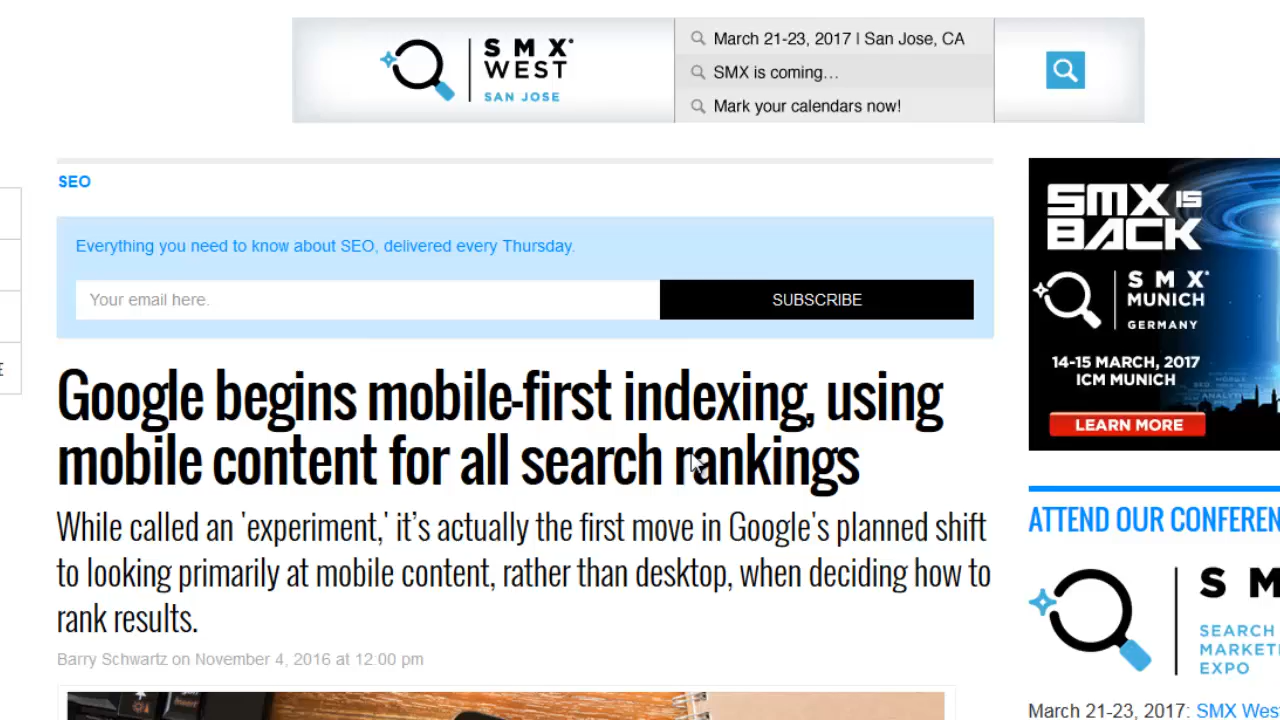 SMX
WEST
SAN JOSE
March 21-23, 2017 | San Jose, CA
SMX is coming...
Mark your calendars now!
SEO
Everything you need to know about SEO, delivered every Thursday.
Your email here.
SUBSCRIBE
Google begins mobile-first indexing, using
mobile content for all search rankings
While called an 'experiment,' it's actually the first move in Google's planned shift
to looking primarily at mobile content, rather than desktop, when deciding how to
rank results.
Barry Schwartz on November 4, 2016 at 12:00 pm
SMX IS
BACK
SMX
MUNICH
GERMANY
14-15 MARCH, 2017
ICM MUNICH
LEARN MORE
ATTEND OUR CONFEREN
S M
SEARCH
MARKETI
EXPO
March 21-23, 2017: SMX Wes